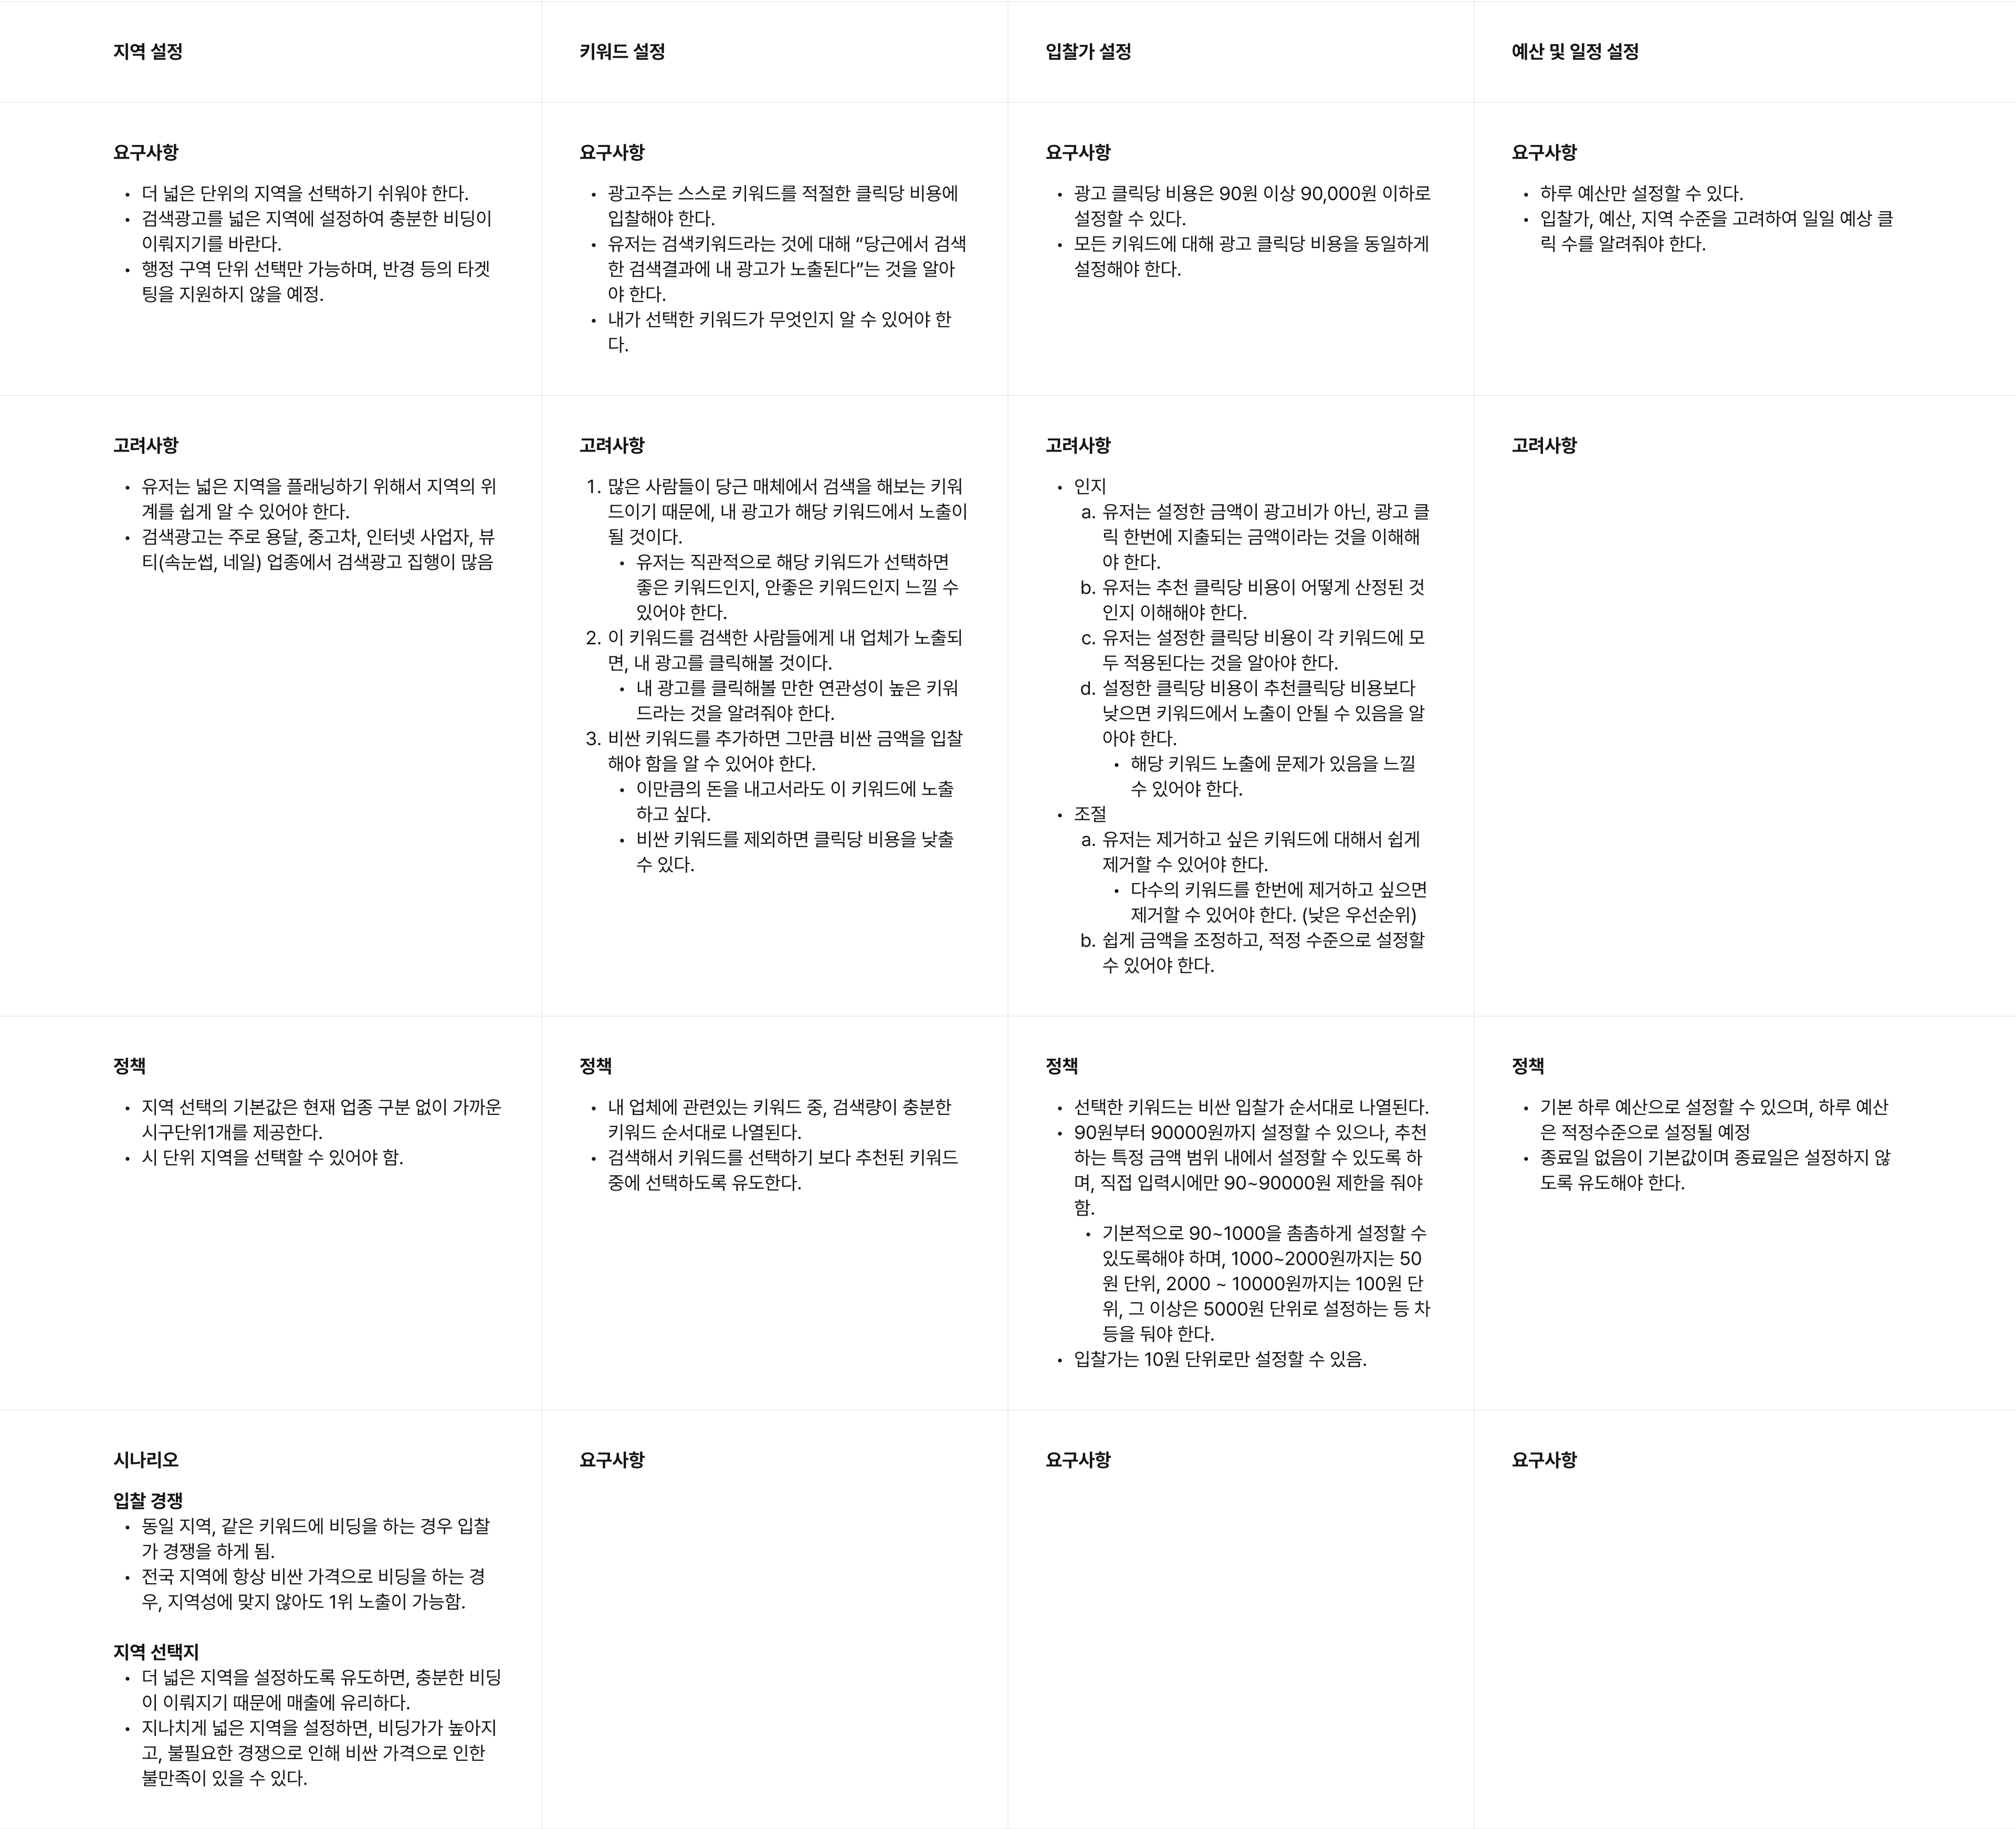 지역 설정
키워드 설정
입찰가 설정
예산 및 일정 설정
요구사항
• 더 넓은 단위의 지역을 선택하기 쉬워야 한다.
• 검색광고를 넓은 지역에 설정하여 충분한 비딩이
이뤄지기를 바란다.
• 행정 구역 단위 선택만 가능하며, 반경 등의 타겟
팅을 지원하지 않을 예정.
요구사항
• 광고주는 스스로 키워드를 적절한 클릭당 비용에
입찰해야 한다.
• 유저는 검색키워드라는 것에 대해 “당근에서 검색
한 검색결과에 내 광고가 노출된다”는 것을 알아
야 한다.
• 내가 선택한 키워드가 무엇인지 알 수 있어야 한
다.
요구사항
• 광고 클릭당 비용은 90원 이상 90,000원 이하로
설정할 수 있다.
• 모든 키워드에 대해 광고 클릭당 비용을 동일하게
설정해야 한다.
요구사항
• 하루 예산만 설정할 수 있다.
• 입찰가, 예산, 지역 수준을 고려하여 일일 예상 클
릭 수를 알려줘야 한다.
고려사항
• 유저는 넓은 지역을 플래닝하기 위해서 지역의 위
계를 쉽게 알 수 있어야 한다.
• 검색광고는 주로 용달, 중고차, 인터넷 사업자, 뷰
티(속눈썹, 네일) 업종에서 검색광고 집행이 많음
고려사항
1. 많은 사람들이 당근 매체에서 검색을 해보는 키워
드이기 때문에, 내 광고가 해당 키워드에서 노출이
될 것이다.
• 유저는 직관적으로 해당 키워드가 선택하면
좋은 키워드인지, 안좋은 키워드인지 느낄 수
있어야 한다.
2. 이 키워드를 검색한 사람들에게 내 업체가 노출되
면, 내 광고를 클릭해볼 것이다.
• 내 광고를 클릭해볼 만한 연관성이 높은 키워
드라는 것을 알려줘야 한다.
3. 비싼 키워드를 추가하면 그만큼 비싼 금액을 입찰
해야 함을 알 수 있어야 한다.
• 이만큼의 돈을 내고서라도 이 키워드에 노출
하고 싶다.
• 비싼 키워드를 제외하면 클릭당 비용을 낮출
수 있다.
고려사항
• 인지
a. 유저는 설정한 금액이 광고비가 아닌, 광고 클
릭 한번에 지출되는 금액이라는 것을 이해해
야 한다.
b. 유저는 추천 클릭당 비용이 어떻게 산정된 것
인지 이해해야 한다.
c. 유저는 설정한 클릭당 비용이 각 키워드에 모
두 적용된다는 것을 알아야 한다.
d. 설정한 클릭당 비용이 추천클릭당 비용보다
낮으면 키워드에서 노출이 안될 수 있음을 알
아야 한다.
• 해당 키워드 노출에 문제가 있음을 느낄
수 있어야 한다.
• 조절
a. 유저는 제거하고 싶은 키워드에 대해서 쉽게
제거할 수 있어야 한다.
• 다수의 키워드를 한번에 제거하고 싶으면
제거할 수 있어야 한다. (낮은 우선순위)
b. 쉽게 금액을 조정하고, 적정 수준으로 설정할
수 있어야 한다.
고려사항
정책
• 지역 선택의 기본값은 현재 업종 구분 없이 가까운
시구단위1개를 제공한다.
• 시 단위 지역을 선택할 수 있어야 함.
정책
• 내 업체에 관련있는 키워드 중, 검색량이 충분한
키워드 순서대로 나열된다.
• 검색해서 키워드를 선택하기 보다 추천된 키워드
중에 선택하도록 유도한다.
정책
• 선택한 키워드는 비싼 입찰가 순서대로 나열된다.
• 90원부터 90000원까지 설정할 수 있으나, 추천
하는 특정 금액 범위 내에서 설정할 수 있도록 하
며, 직접 입력시에만 90~90000원 제한을 줘야
함.
• 기본적으로 90~1000을 촘촘하게 설정할 수
있도록해야 하며, 1000~2000원까지는 50
원 단위, 2000 ~ 10000원까지는 100원 단
위, 그 이상은 5000원 단위로 설정하는 등 차
등을 둬야 한다.
• 입찰가는 10원 단위로만 설정할 수 있음.
정책
• 기본 하루 예산으로 설정할 수 있으며, 하루 예산
은 적정수준으로 설정될 예정
• 종료일 없음이 기본값이며 종료일은 설정하지 않
도록 유도해야 한다.
시나리오
입찰 경쟁
• 동일 지역, 같은 키워드에 비딩을 하는 경우 입찰
가 경쟁을 하게 됨.
• 전국 지역에 항상 비싼 가격으로 비딩을 하는 경
우, 지역성에 맞지 않아도 1위 노출이 가능함.
지역 선택지
• 더 넓은 지역을 설정하도록 유도하면, 충분한 비딩
이 이뤄지기 때문에 매출에 유리하다.
• 지나치게 넓은 지역을 설정하면, 비딩가가 높아지
고, 불필요한 경쟁으로 인해 비싼 가격으로 인한
불만족이 있을 수 있다.
요구사항
요구사항
요구사항